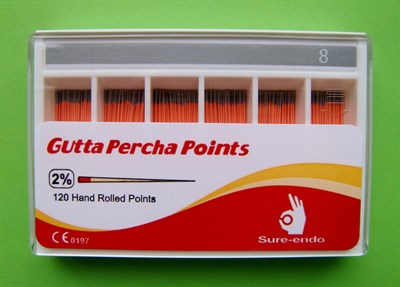 8
Gutta Percha Points
2%
120 Hand Rolled Points
CE 0197
Sure-endo